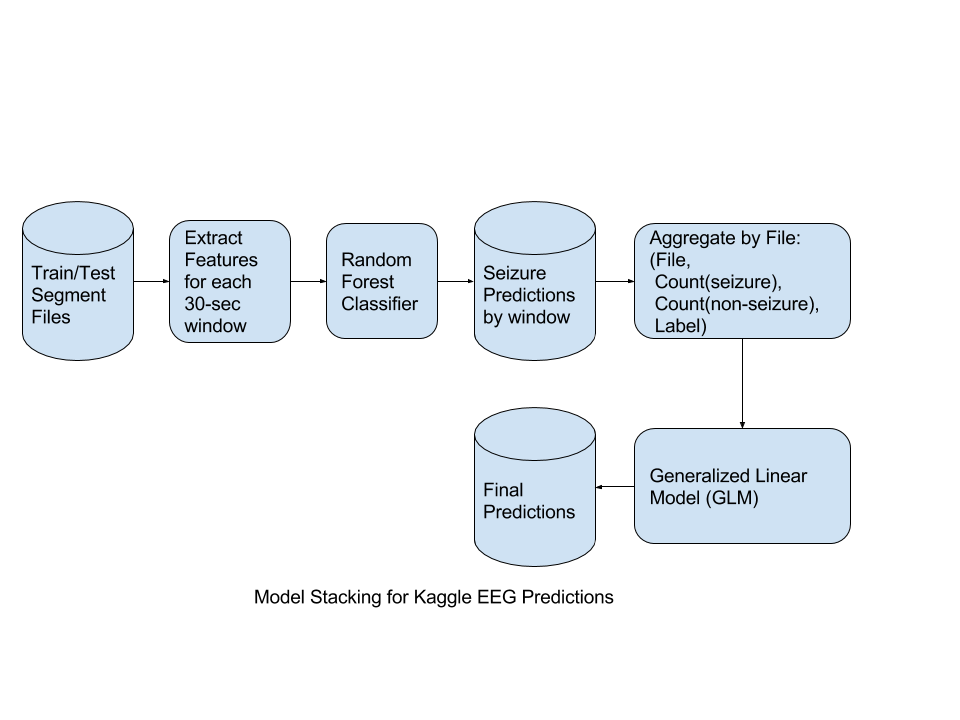 Train/Test
Segment
Files
Extract
Features
for each
30-sec
window
Random
Forest
Classifier
Seizure
Predictions
by window
Aggregate by File:
(File,
Count(seizure),
Count(non-seizure),
Label)
Generalized Linear
Model (GLM)
Final
Predictions
Model Stacking for Kaggle EEG Predictions